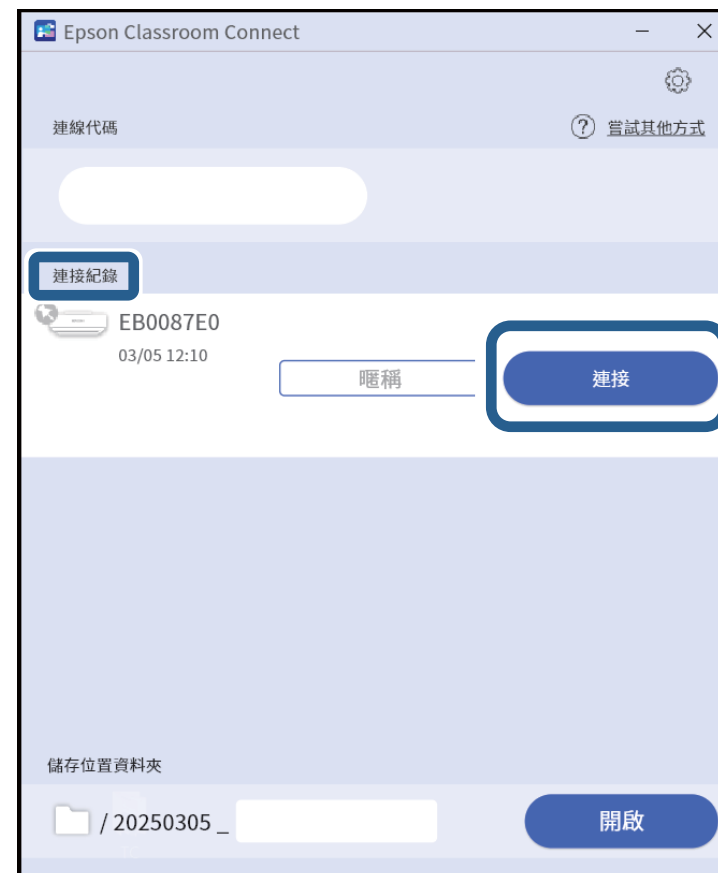 Epson Classroom Connect
連線代碼
嘗試其他方式
連接紀錄
EB0087E0
03/05 12:10
暱稱
連接
儲存位置資料夾
/ 20250305 _
開啟